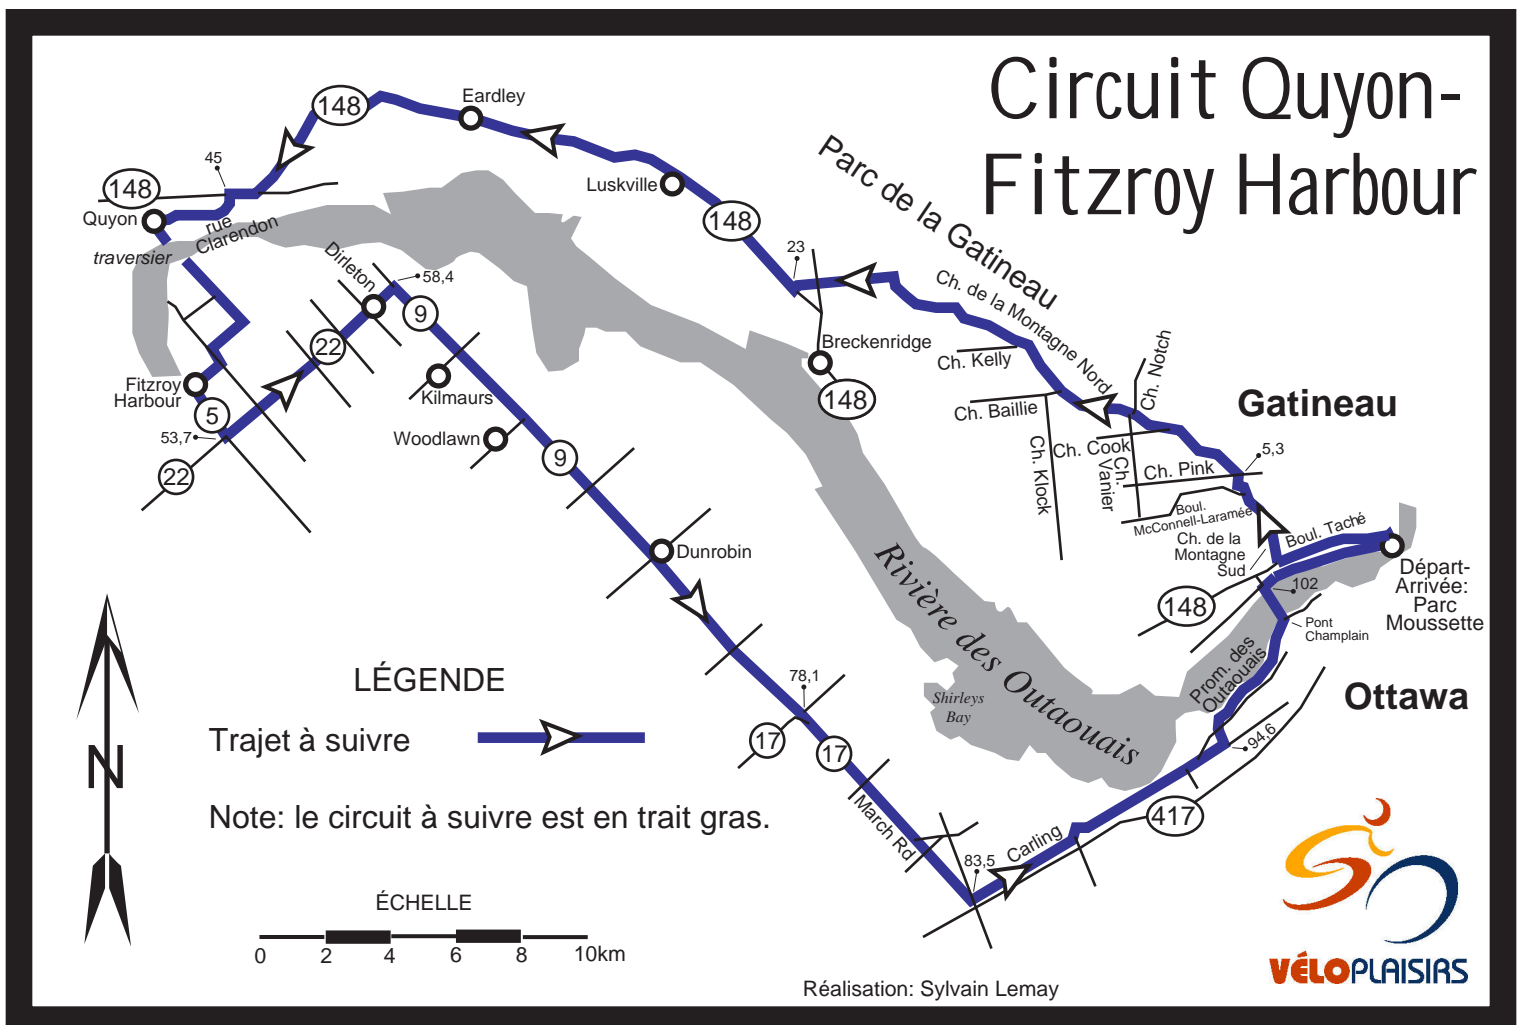 Circuit Quyon-
Fitzroy Harbour
148
Eardley
45
148
Luskville
Quyon
rue
Clarendon
traversier
148
Parc de la Gatineau
23
Dirleton
58,4
9
22
Ch. de la Montagne Nord
Breckenridge
148
Ch. Kelly
Ch. Notch
Ch. Baillie
Ch. Klock
Ch. Cook
Ch.
Vanier
Ch. Pink
Gatineau
5,3
Fitzroy
Harbour
5
53,7
22
Kilmaurs
Woodlawn
9
Dunrobin
Boul.
McConnell-Laramée
Ch. de la
Montagne
Sud
Boul. Taché
Départ-
Arrivée:
Parc
Moussette
102
148
Pont
Champlain
Rivière des Outaouais
Shirleys
Bay
Prom. des
Outaouais
Ottawa
94,6
78,1
17
17
417
March Rd
Carling
83,5
N
LÉGENDE
Trajet à suivre
Note: le circuit à suivre est en trait gras.
ÉCHELLE
0 2 4 6 8 10km
Réalisation: Sylvain Lemay
VÉLOPLAISIRS